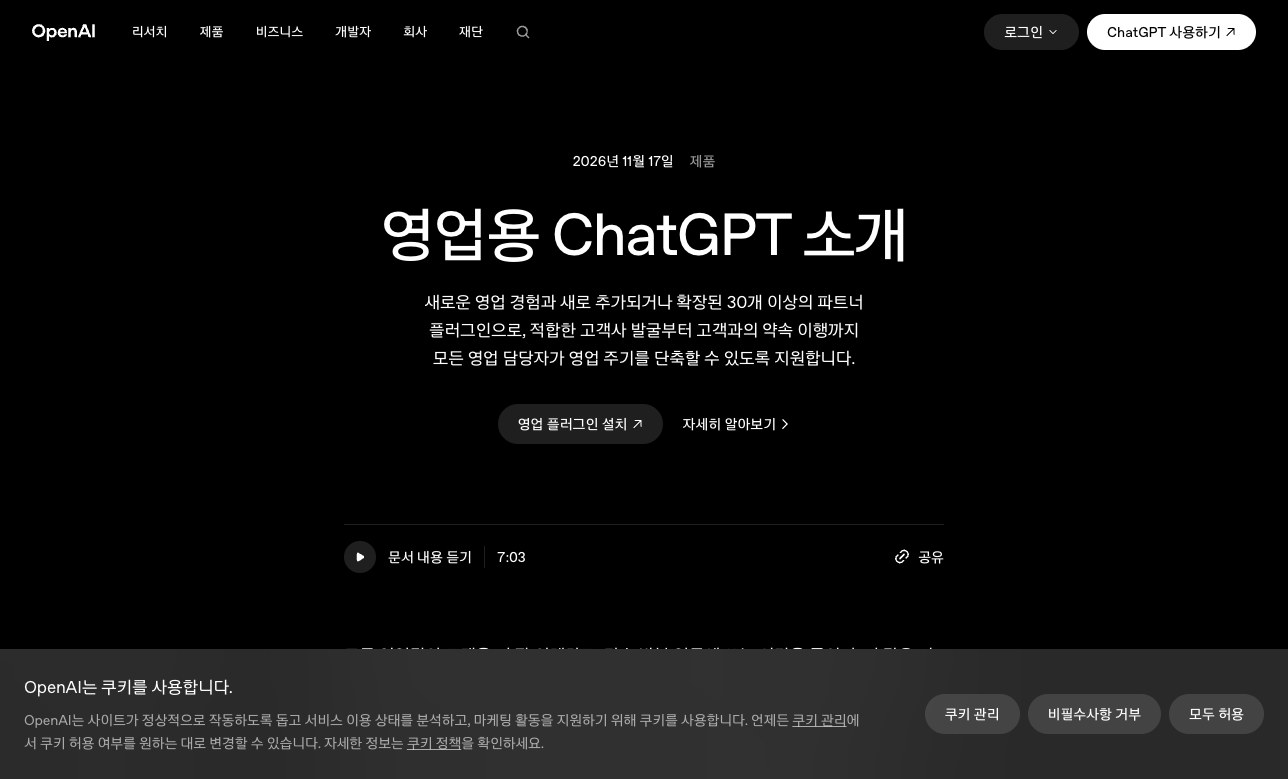 OpenAI 리서치 제품 비즈니스 개발자 회사 재단 로그인 ChatGPT 사용하기
2026년 11월 17일 제품
영업용 ChatGPT 소개
새로운 영업 경험과 새로 추가되거나 확장된 30개 이상의 파트너
플러그인으로, 적합한 고객사 발굴부터 고객과의 약속 이행까지
모든 영업 담당자가 영업 주기를 단축할 수 있도록 지원합니다.
영업 플러그인 설치 자세히 알아보기
문서 내용 듣기 7:03 공유
OpenAI는 쿠키를 사용합니다.
OpenAI는 사이트가 정상적으로 작동하도록 돕고 서비스 이용 상태를 분석하고, 마케팅 활동을 지원하기 위해 쿠키를 사용합니다. 언제든 쿠키 관리에
서 쿠키 허용 여부를 원하는 대로 변경할 수 있습니다. 자세한 정보는 쿠키 정책을 확인하세요.
쿠키 관리 비필수사항 거부 모두 허용